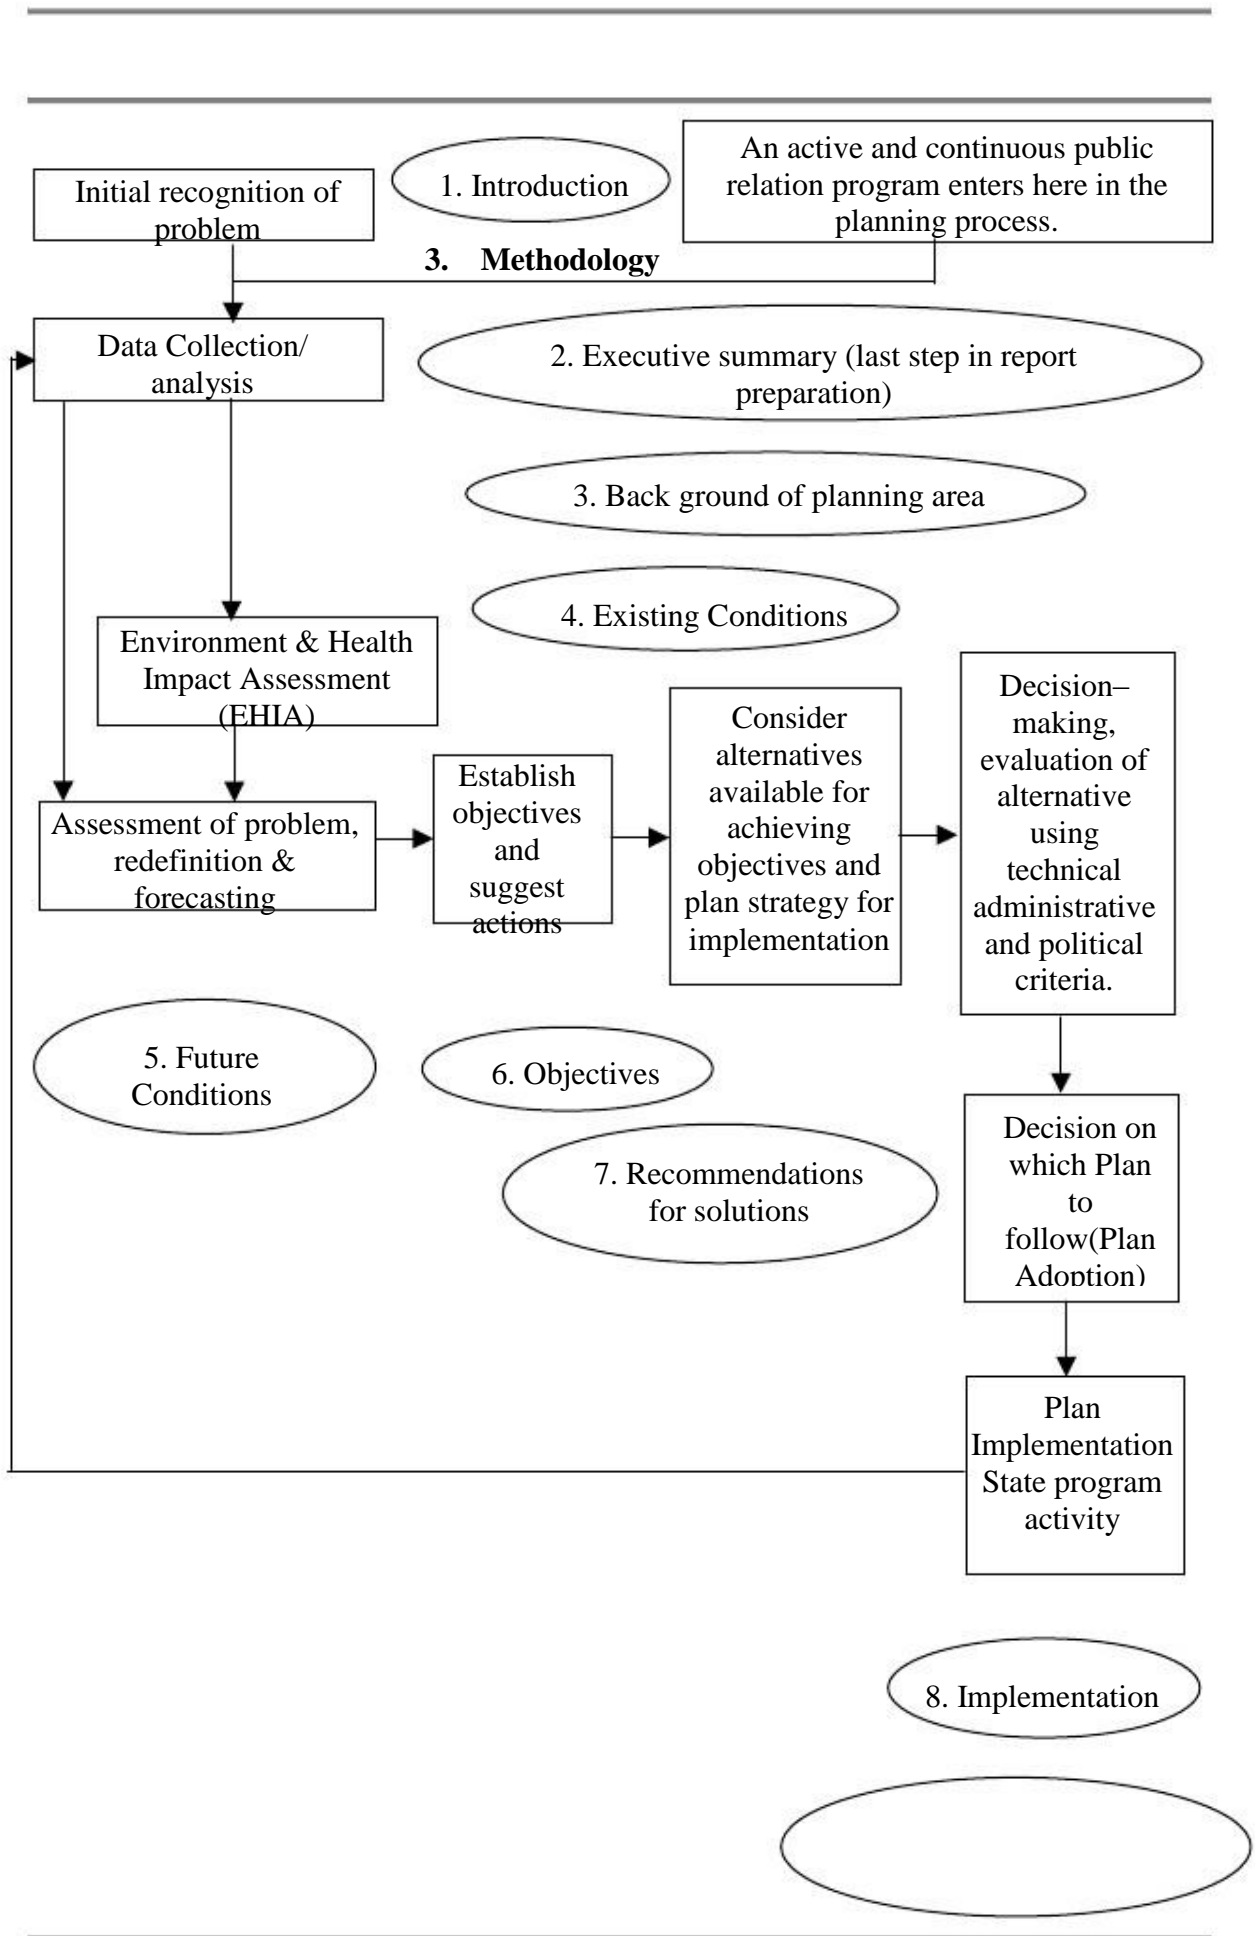 Initial recognition of
problem
1. Introduction
An active and continuous public
relation program enters here in the
planning process.
3. Methodology
Data Collection/
analysis
2. Executive summary (last step in report
preparation)
3. Back ground of planning area
4. Existing Conditions
Environment & Health
Impact Assessment
(EHIA)
Assessment of problem,
redefinition &
forecasting
Establish
objectives
and
suggest
actions
Consider
alternatives
available for
achieving
objectives and
plan strategy for
implementation
Decision–
making,
evaluation of
alternative
using
technical
administrative
and political
criteria.
5. Future
Conditions
6. Objectives
7. Recommendations
for solutions
Decision on
which Plan
to
follow(Plan
Adoption)
Plan
Implementation
State program
activity
8. Implementation